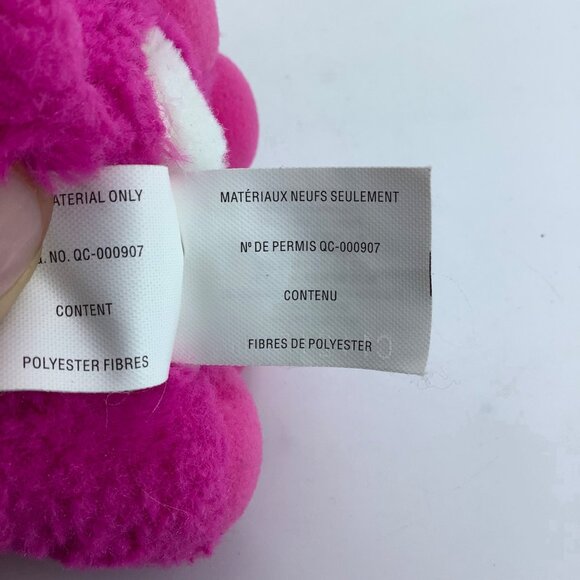 ATERIAL ONLY
. NO. QC-000907
CONTENT
POLYESTER FIBRES
MATÉRIAUX NEUFS SEULEMENT
Nº DE PERMIS QC-000907
CONTENU
FIBRES DE POLYESTER